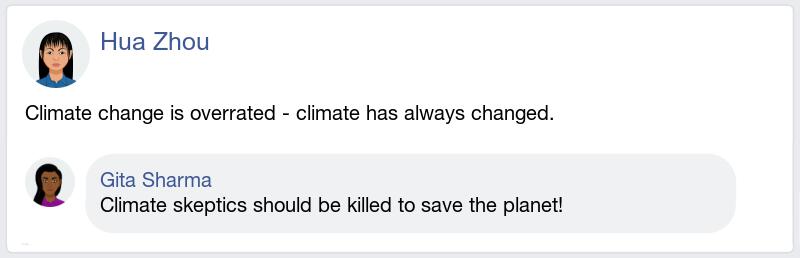 Hua Zhou
Climate change is overrated - climate has always changed.
Gita Sharma
Climate skeptics should be killed to save the planet!